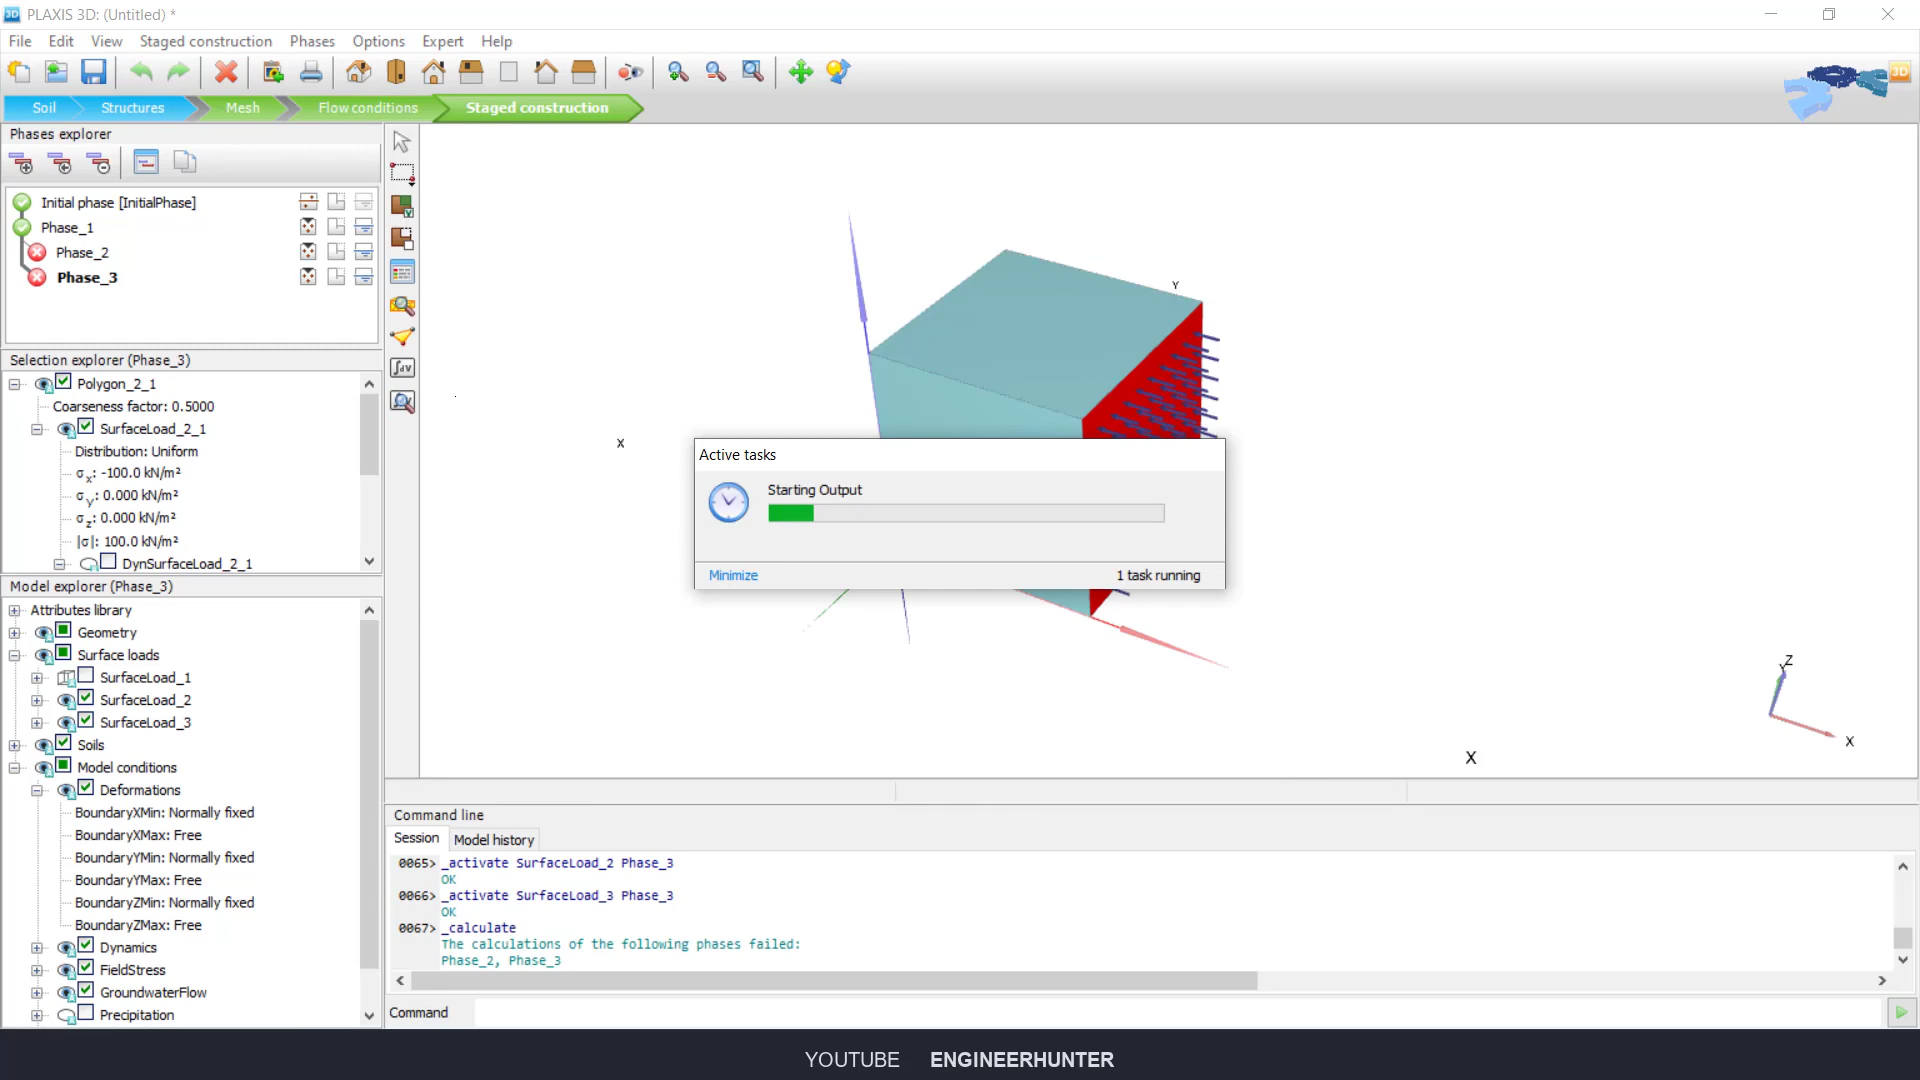 PLAXIS 3D: (Untitled) *
File Edit View Staged construction Phases Options Expert Help
Soil Structures Mesh Flow conditions Staged construction
3D
Phases explorer
Initial phase [InitialPhase]
Phase_1
Phase_2
Phase_3
Selection explorer (Phase_3)
Polygon_2_1
Coarseness factor: 0.5000
SurfaceLoad_2_1
Distribution: Uniform
σx: -100.0 kN/m²
σy: 0.000 kN/m²
σz: 0.000 kN/m²
|σ|: 100.0 kN/m²
DynSurfaceLoad_2_1
Model explorer (Phase_3)
Attributes library
Geometry
Surface loads
SurfaceLoad_1
SurfaceLoad_2
SurfaceLoad_3
Soils
Model conditions
Deformations
BoundaryXMin: Normally fixed
BoundaryXMax: Free
BoundaryYMin: Normally fixed
BoundaryYMax: Free
BoundaryZMin: Normally fixed
BoundaryZMax: Free
Dynamics
FieldStress
GroundwaterFlow
Precipitation
Y
X
Active tasks
Starting Output
Minimize 1 task running
Z
Y
X
X
Command line
Session Model history
0065> _activate SurfaceLoad_2 Phase_3
OK
0066> _activate SurfaceLoad_3 Phase_3
OK
0067> _calculate
The calculations of the following phases failed:
Phase_2, Phase_3
Command
YOUTUBE ENGINEERHUNTER